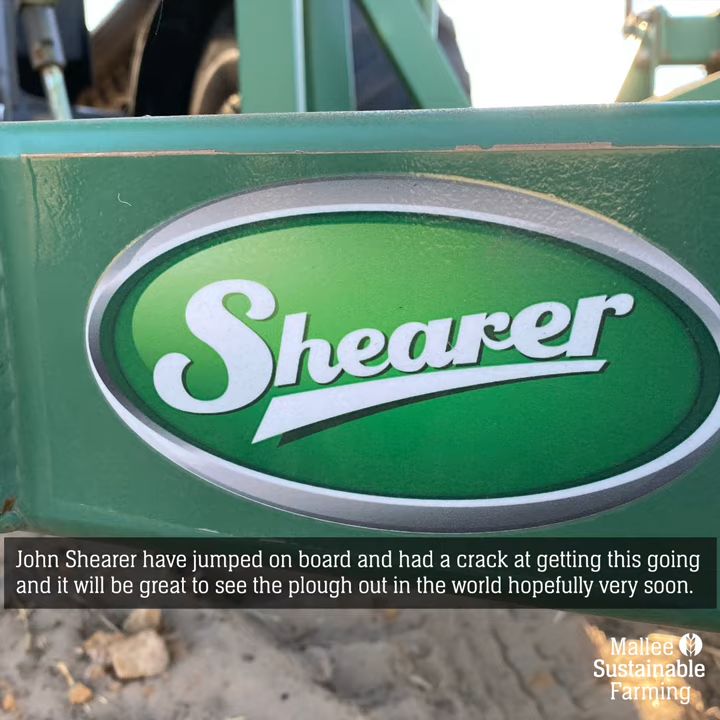 Shearer
John Shearer have jumped on board and had a crack at getting this going
and it will be great to see the plough out in the world hopefully very soon.
Mallee
Sustainable
Farming